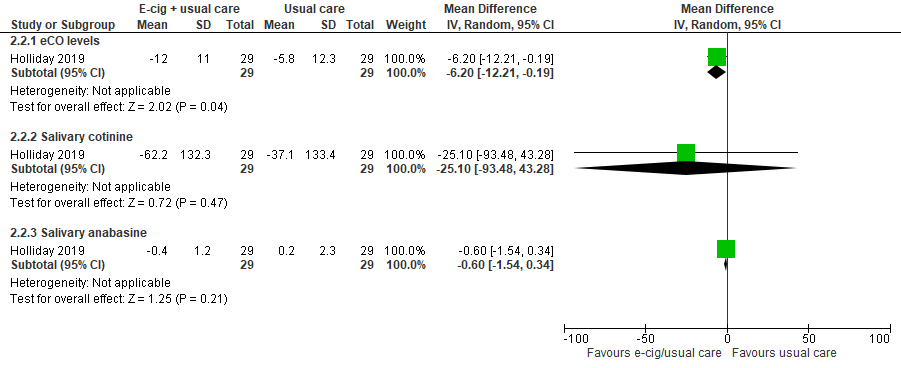 E-cig + usual care Usual care Mean Difference Mean Difference
Study or Subgroup Mean SD Total Mean SD Total Weight IV, Random, 95% CI IV, Random, 95% CI
2.2.1 eCO levels
Holliday 2019 -12 11 29 -5.8 12.3 29 100.0% -6.20 [-12.21, -0.19]
Subtotal (95% CI) 29 29 100.0% -6.20 [-12.21, -0.19]
Heterogeneity: Not applicable
Test for overall effect: Z = 2.02 (P = 0.04)
2.2.2 Salivary cotinine
Holliday 2019 -62.2 132.3 29 -37.1 133.4 29 100.0% -25.10 [-93.48, 43.28]
Subtotal (95% CI) 29 29 100.0% -25.10 [-93.48, 43.28]
Heterogeneity: Not applicable
Test for overall effect: Z = 0.72 (P = 0.47)
2.2.3 Salivary anabasine
Holliday 2019 -0.4 1.2 29 0.2 2.3 29 100.0% -0.60 [-1.54, 0.34]
Subtotal (95% CI) 29 29 100.0% -0.60 [-1.54, 0.34]
Heterogeneity: Not applicable
Test for overall effect: Z = 1.25 (P = 0.21)
-100 -50 0 50 100
Favours e-cig/usual care Favours usual care